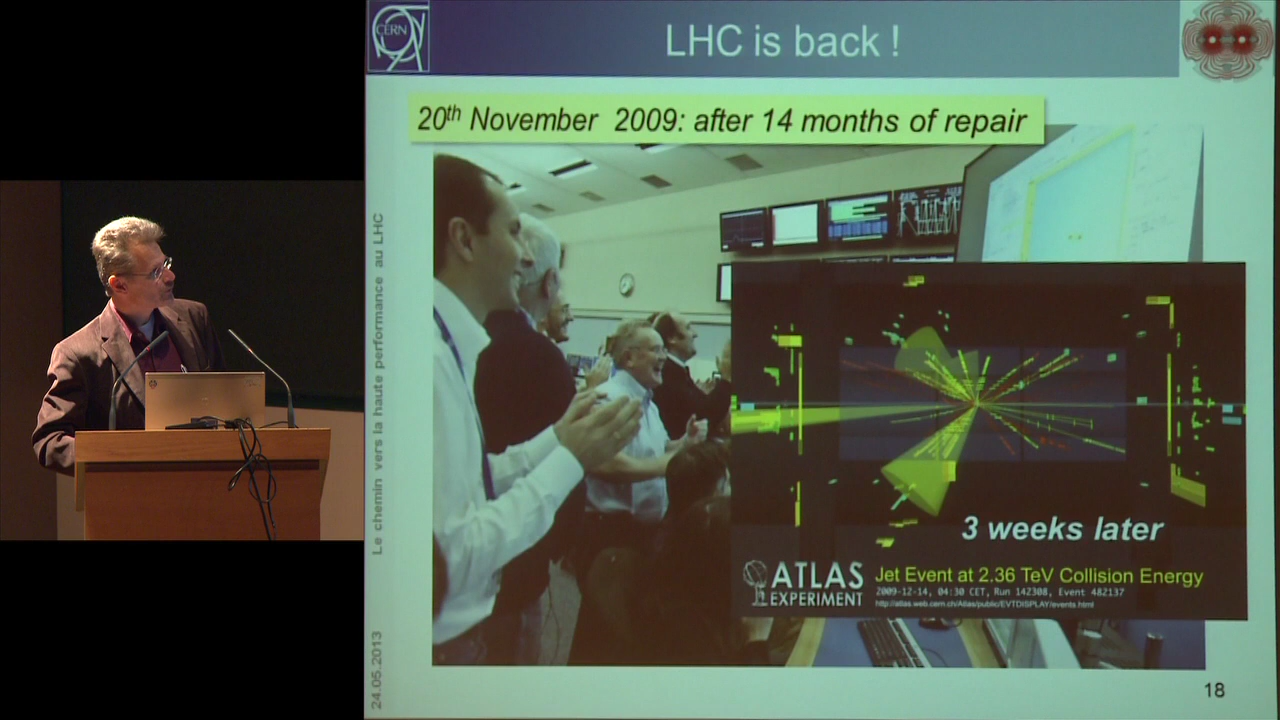 CERN
LHC is back !
20th November 2009: after 14 months of repair
Le chemin vers la haute performance au LHC
24.05.2013
3 weeks later
ATLAS
EXPERIMENT
Jet Event at 2.36 TeV Collision Energy
2009-12-14, 04:30 CET, Run 142308, Event 482137
http://atlas.web.cern.ch/Atlas/public/EVTDISPLAY/events.html
18